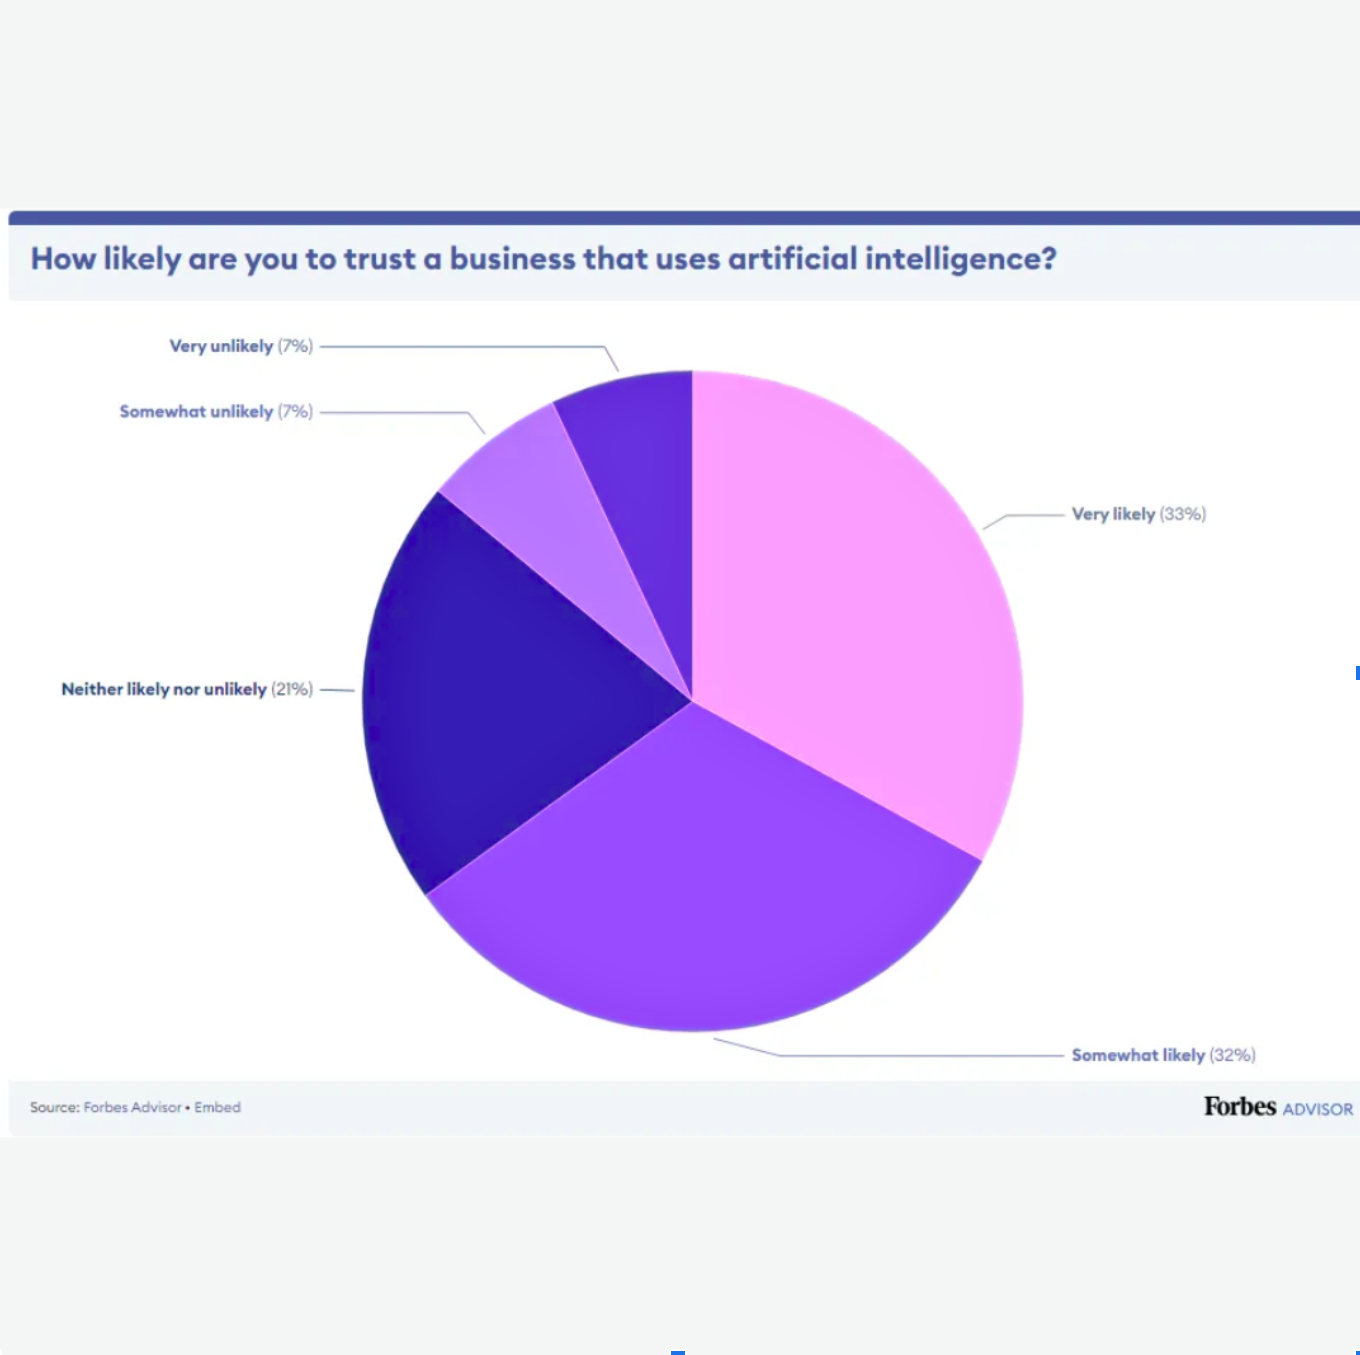 How likely are you to trust a business that uses artificial intelligence?
Very unlikely (7%)
Somewhat unlikely (7%)
Very likely (33%)
Neither likely nor unlikely (21%)
Somewhat likely (32%)
Source: Forbes Advisor • Embed
Forbes ADVISOR